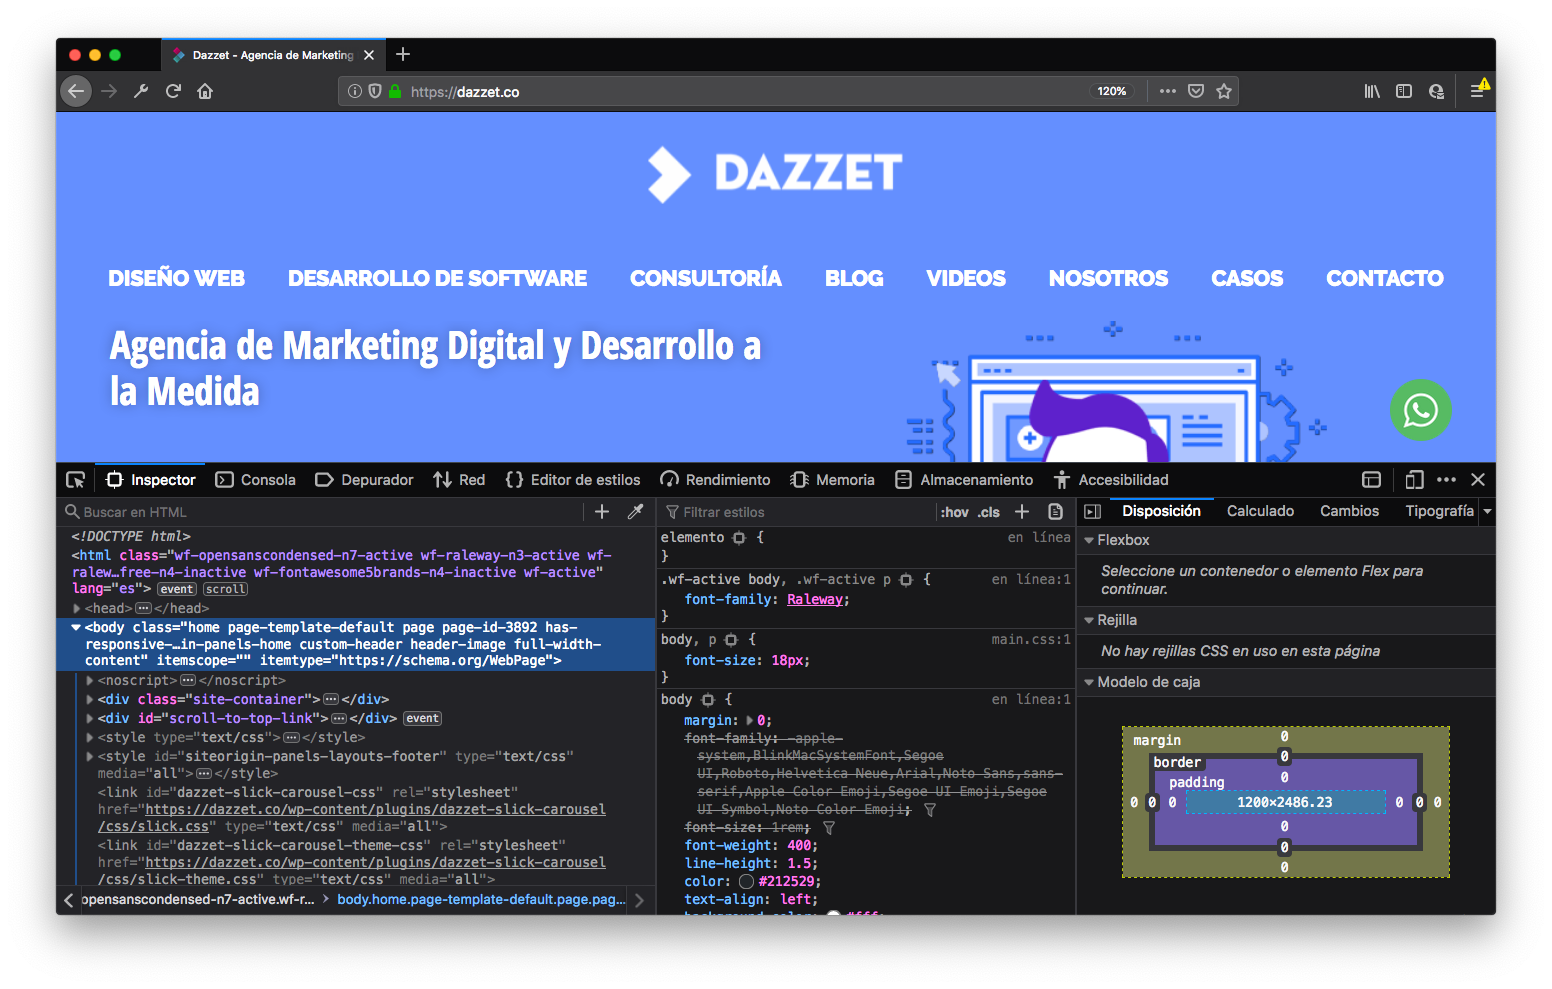 Dazzet - Agencia de Marketing
https://dazzet.co
120%
DAZZET
DISEÑO WEB DESARROLLO DE SOFTWARE CONSULTORÍA BLOG VIDEOS NOSOTROS CASOS CONTACTO
Agencia de Marketing Digital y Desarrollo a
la Medida
Inspector Consola Depurador Red Editor de estilos Rendimiento Memoria Almacenamiento Accesibilidad
Buscar en HTML
<!DOCTYPE html>
<html class="wf-opensanscondensed-n7-active wf-raleway-n3-active wf-
ralew…free-n4-inactive wf-fontawesome5brands-n4-inactive wf-active"
lang="es"> event scroll
<head>…</head>
<body class="home page-template-default page page-id-3892 has-
responsive-…in-panels-home custom-header header-image full-width-
content" itemscope="" itemtype="https://schema.org/WebPage">
<noscript>…</noscript>
<div class="site-container">…</div>
<div id="scroll-to-top-link">…</div> event
<style type="text/css">…</style>
<style id="siteorigin-panels-layouts-footer" type="text/css"
media="all">…</style>
<link id="dazzet-slick-carousel-css" rel="stylesheet"
href="https://dazzet.co/wp-content/plugins/dazzet-slick-carousel
/css/slick.css" type="text/css" media="all">
<link id="dazzet-slick-carousel-theme-css" rel="stylesheet"
href="https://dazzet.co/wp-content/plugins/dazzet-slick-carousel
/css/slick-theme.css" type="text/css" media="all">
opensanscondensed-n7-active.wf-r... body.home.page-template-default.page.pag...
Filtrar estilos :hov .cls
elemento { en línea
}
.wf-active body, .wf-active p { en línea:1
font-family: Raleway;
}
body, p { main.css:1
font-size: 18px;
}
body { en línea:1
margin: 0;
font-family: -apple-
system,BlinkMacSystemFont,Segoe
UI,Roboto,Helvetica Neue,Arial,Noto Sans,sans-
serif,Apple Color Emoji,Segoe UI Emoji,Segoe
UI Symbol,Noto Color Emoji;
font-size: 1rem;
font-weight: 400;
line-height: 1.5;
color: #212529;
text-align: left;
background-color: #fff;
Disposición Calculado Cambios Tipografía
Flexbox
Seleccione un contenedor o elemento Flex para
continuar.
Rejilla
No hay rejillas CSS en uso en esta página
Modelo de caja
margin 0
border 0
padding 0
0 0 0 1200×2486.23 0 0 0
0
0
0